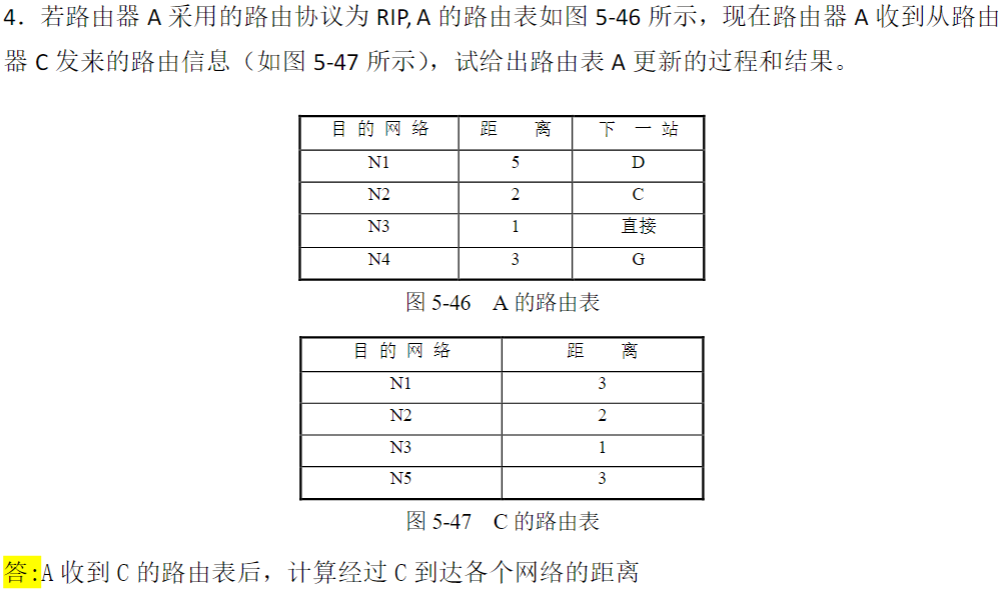 4．若路由器 A 采用的路由协议为 RIP, A 的路由表如图 5-46 所示，现在路由器 A 收到从路由
器 C 发来的路由信息（如图 5-47 所示），试给出路由表 A 更新的过程和结果。
目的网络 距离 下一站
N1 5 D
N2 2 C
N3 1 直接
N4 3 G
图 5-46 A 的路由表
目的网络 距离
N1 3
N2 2
N3 1
N5 3
图 5-47 C 的路由表
答:A 收到 C 的路由表后，计算经过 C 到达各个网络的距离